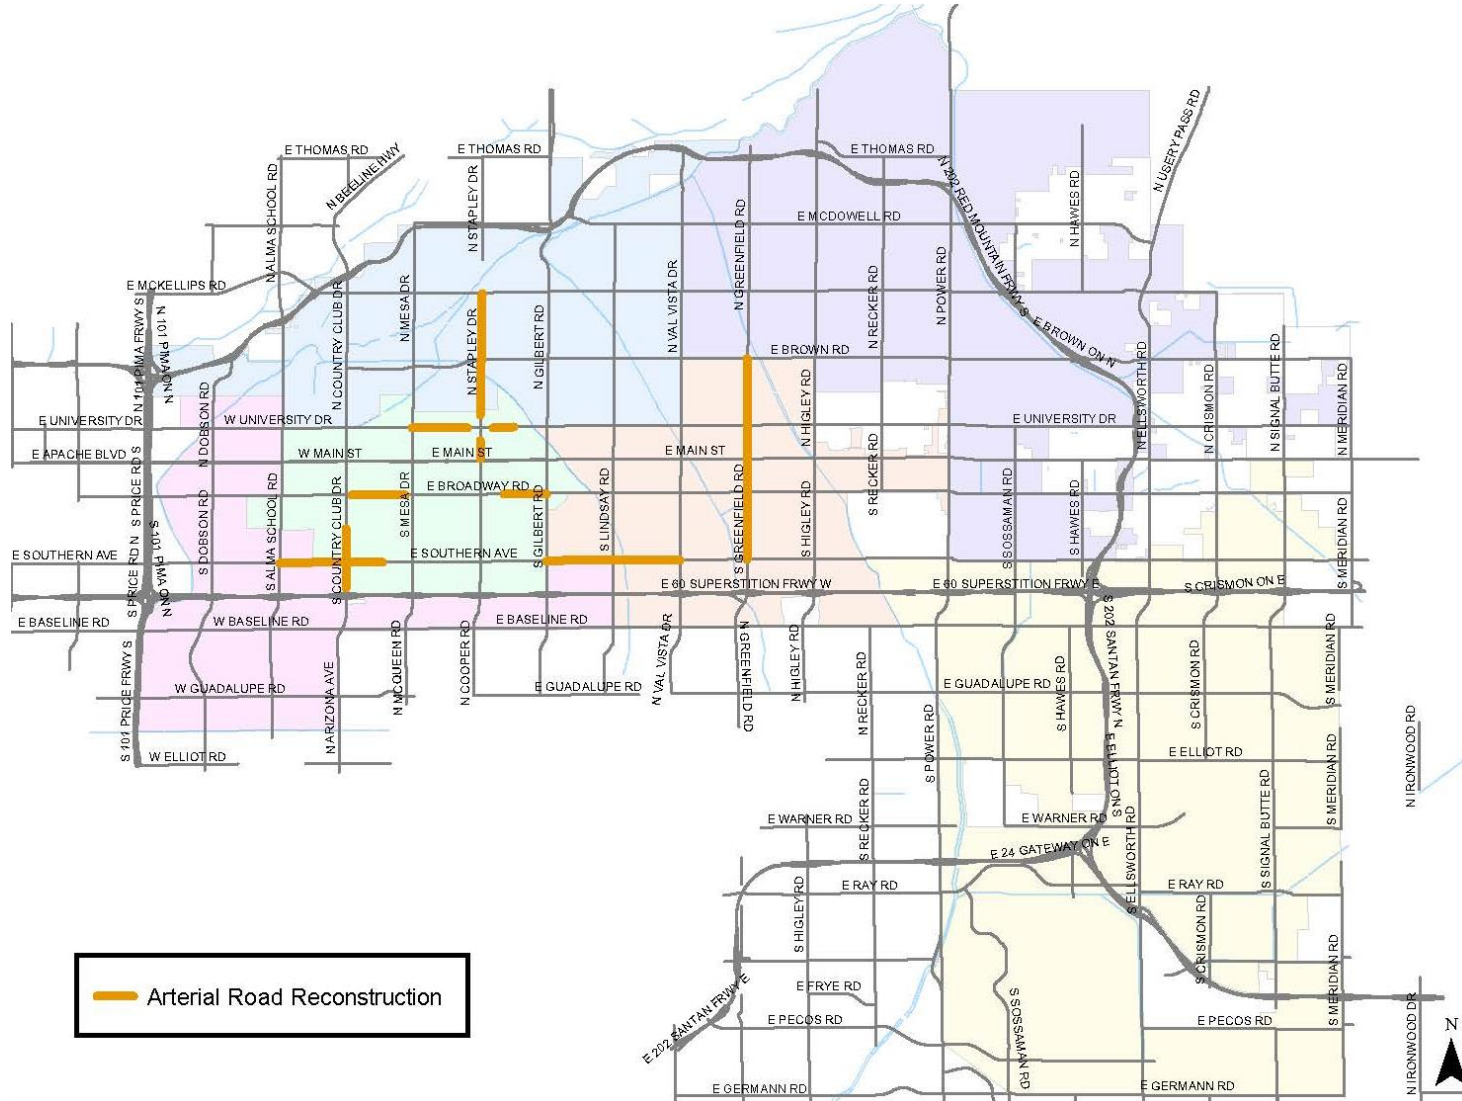 E THOMAS RD
E THOMAS RD
E THOMAS RD
N BEELINE HWY
N ALMA SCHOOL RD
N STAPLEY DR
N 202 RED MOUNTAIN FRWY S
N USERY PASS RD
N HAWES RD
E MCDOWELL RD
N GREENFIELD RD
E MCKELLIPS RD
N 101 PIMA FRWY S
N 101 PIMA ON N
N COUNTRY CLUB DR
N MESA DR
N STAPLEY DR
N GILBERT RD
N VAL VISTA DR
N RECKER RD
N POWER RD
E BROWN ON N
E BROWN RD
N DOBSON RD
N HIGLEY RD
N ELLSWORTH RD
N CRISMON RD
N SIGNAL BUTTE RD
N MERIDIAN RD
E UNIVERSITY DR
W UNIVERSITY DR
E UNIVERSITY DR
E APACHE BLVD
W MAIN ST
E MAIN ST
E MAIN ST
S PRICE RD S
S PRICE RD N
S 101 PIMA ON N
S DOBSON RD
S ALMA SCHOOL RD
S COUNTRY CLUB DR
S MESA DR
E BROADWAY RD
S GILBERT RD
S LINDSAY RD
S GREENFIELD RD
S HIGLEY RD
S RECKER RD
S SOSSAMAN RD
S HAWES RD
S MERIDIAN RD
E SOUTHERN AVE
E SOUTHERN AVE
E 60 SUPERSTITION FRWY W
E 60 SUPERSTITION FRWY E
S CRISMON ON E
E BASELINE RD
W BASELINE RD
E BASELINE RD
S 202 SANTAN FRWY N
S 101 PRICE FRWY S
W GUADALUPE RD
N ARIZONA AVE
N MCQUEEN RD
N COOPER RD
E GUADALUPE RD
N VAL VISTA DR
N GREENFIELD RD
N HIGLEY RD
N RECKER RD
E GUADALUPE RD
S HAWES RD
S CRISMON RD
S MERIDIAN RD
W ELLIOT RD
S POWER RD
E ELLIOT ON S
E ELLIOT RD
N IRONWOOD RD
E WARNER RD
S RECKER RD
E WARNER RD
S ELLSWORTH RD
S SIGNAL BUTTE RD
S MERIDIAN RD
E 24 GATEWAY ON E
E RAY RD
E RAY RD
S HIGLEY RD
S CRISMON RD
S MERIDIAN RD
Arterial Road Reconstruction
E FRYE RD
E 202 SANTAN FRWY E
E PECOS RD
S SOSSAMAN RD
E PECOS RD
N IRONWOOD DR
N
E GERMANN RD
E GERMANN RD